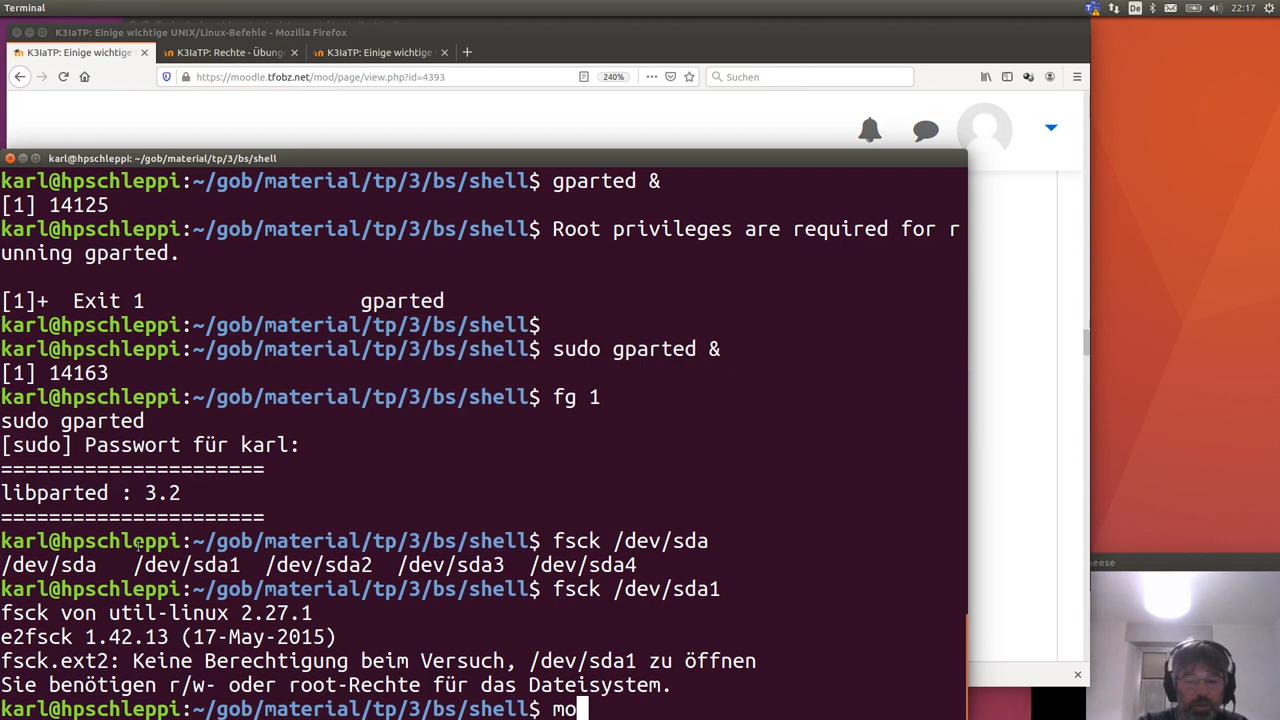 Terminal
De
22:17
K3IaTP: Einige wichtige UNIX/Linux-Befehle - Mozilla Firefox
K3IaTP: Einige wichtige
K3IaTP: Rechte - Übung
K3IaTP: Einige wichtige
https://moodle.tfobz.net/mod/page/view.php?id=4393
240%
Suchen
karl@hpschleppi: ~/gob/material/tp/3/bs/shell
karl@hpschleppi:~/gob/material/tp/3/bs/shell$ gparted &
[1] 14125
karl@hpschleppi:~/gob/material/tp/3/bs/shell$ Root privileges are required for r
unning gparted.
[1]+  Exit 1                  gparted
karl@hpschleppi:~/gob/material/tp/3/bs/shell$
karl@hpschleppi:~/gob/material/tp/3/bs/shell$ sudo gparted &
[1] 14163
karl@hpschleppi:~/gob/material/tp/3/bs/shell$ fg 1
sudo gparted
[sudo] Passwort für karl:
======================
libparted : 3.2
======================
karl@hpschleppi:~/gob/material/tp/3/bs/shell$ fsck /dev/sda
/dev/sda   /dev/sda1  /dev/sda2  /dev/sda3  /dev/sda4
karl@hpschleppi:~/gob/material/tp/3/bs/shell$ fsck /dev/sda1
fsck von util-linux 2.27.1
e2fsck 1.42.13 (17-May-2015)
fsck.ext2: Keine Berechtigung beim Versuch, /dev/sda1 zu öffnen
Sie benötigen r/w- oder root-Rechte für das Dateisystem.
karl@hpschleppi:~/gob/material/tp/3/bs/shell$ mo
eese